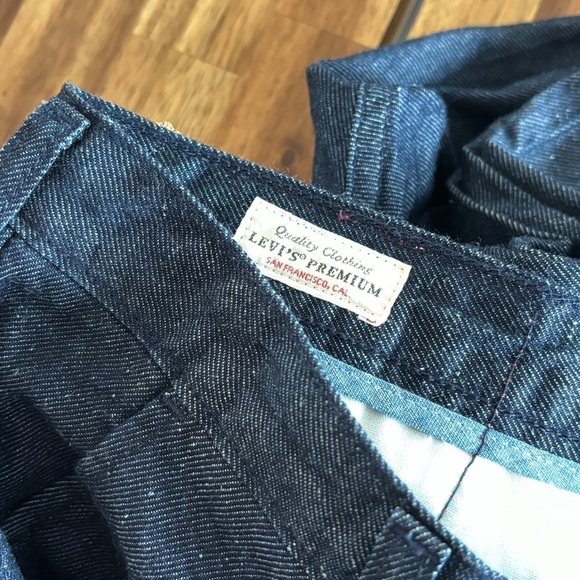 Quality Clothing
LEVI'S® PREMIUM
SAN FRANCISCO, CAL